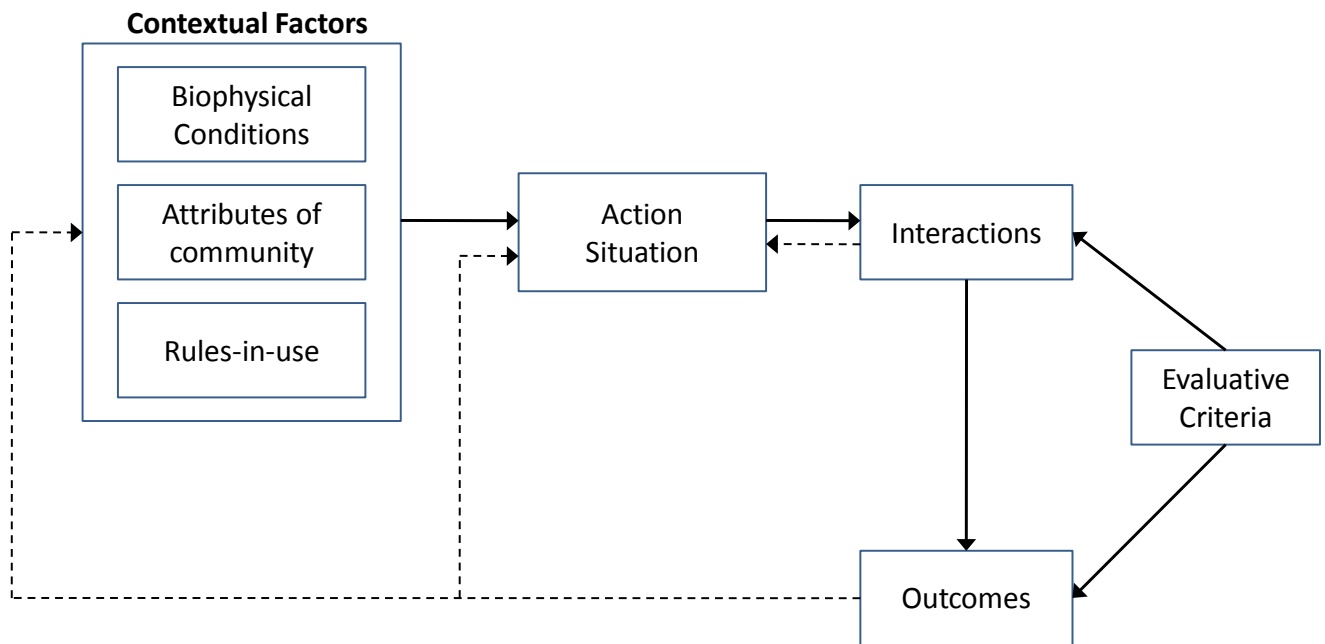 Contextual Factors
Biophysical
Conditions
Attributes of
community
Rules-in-use
Action
Situation
Interactions
Evaluative
Criteria
Outcomes